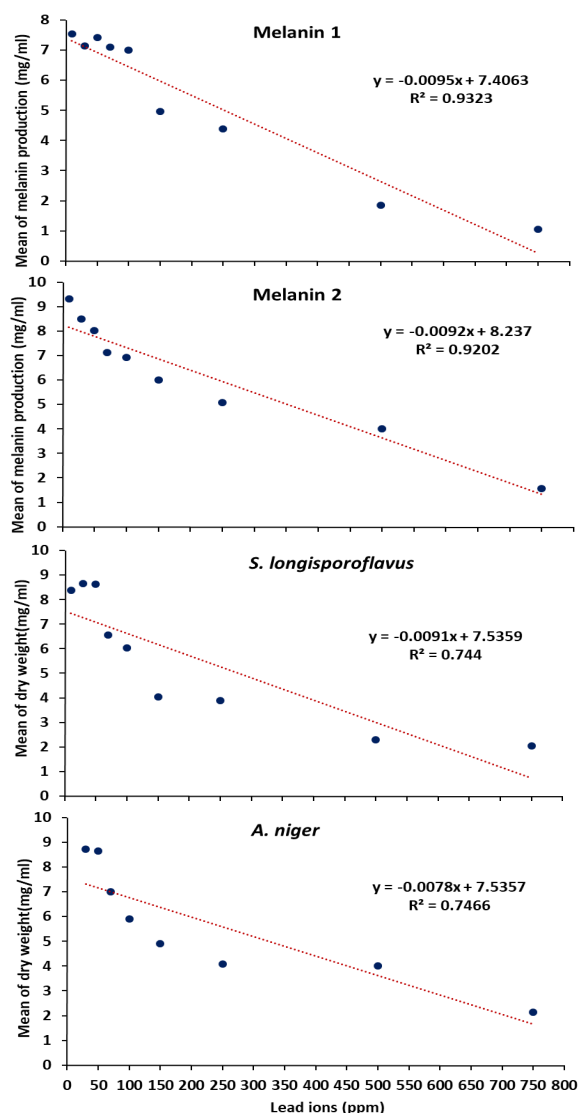 Melanin 1
y = -0.0095x + 7.4063
R² = 0.9323
Mean of melanin production (mg/ml)
8
7
6
5
4
3
2
1
0
Melanin 2
y = -0.0092x + 8.237
R² = 0.9202
Mean of melanin production (mg/ml)
10
9
8
7
6
5
4
3
2
1
0
S. longisporoflavus
y = -0.0091x + 7.5359
R² = 0.744
Mean of dry weight(mg/ml)
10
9
8
7
6
5
4
3
2
1
0
A. niger
y = -0.0078x + 7.5357
R² = 0.7466
Mean of dry weight(mg/ml)
10
9
8
7
6
5
4
3
2
1
0
0 50 100 150 200 250 300 350 400 450 500 550 600 650 700 750 800
Lead ions (ppm)